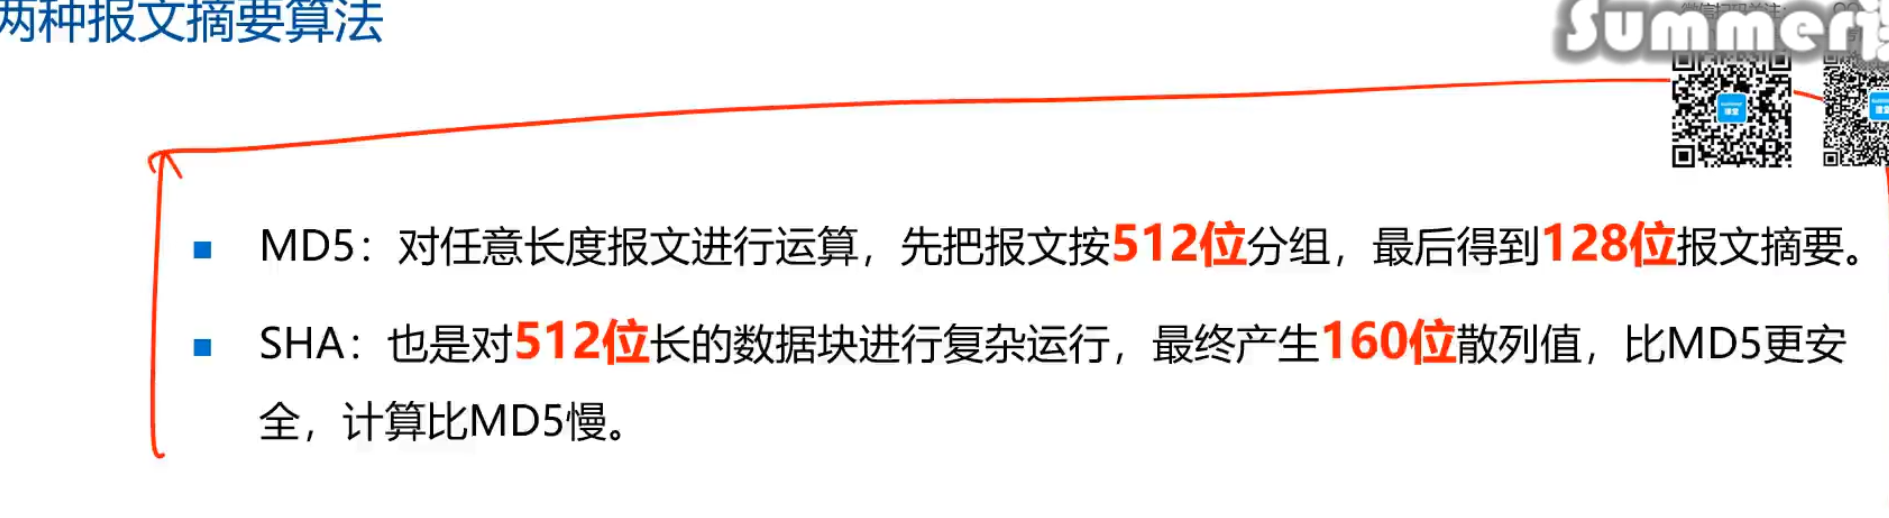 两种报文摘要算法
Summer
MD5：对任意长度报文进行运算，先把报文按512位分组，最后得到128位报文摘要。
SHA：也是对512位长的数据块进行复杂运行，最终产生160位散列值，比MD5更安
全，计算比MD5慢。